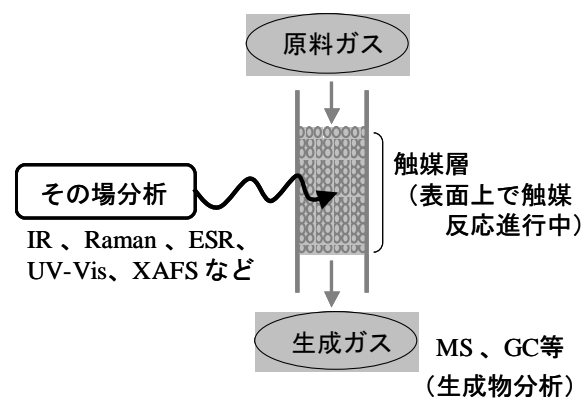 原料ガス
触媒層
（表面上で触媒
反応進行中）
その場分析
IR 、Raman 、ESR、
UV-Vis、XAFS など
生成ガス
MS 、GC等
（生成物分析）